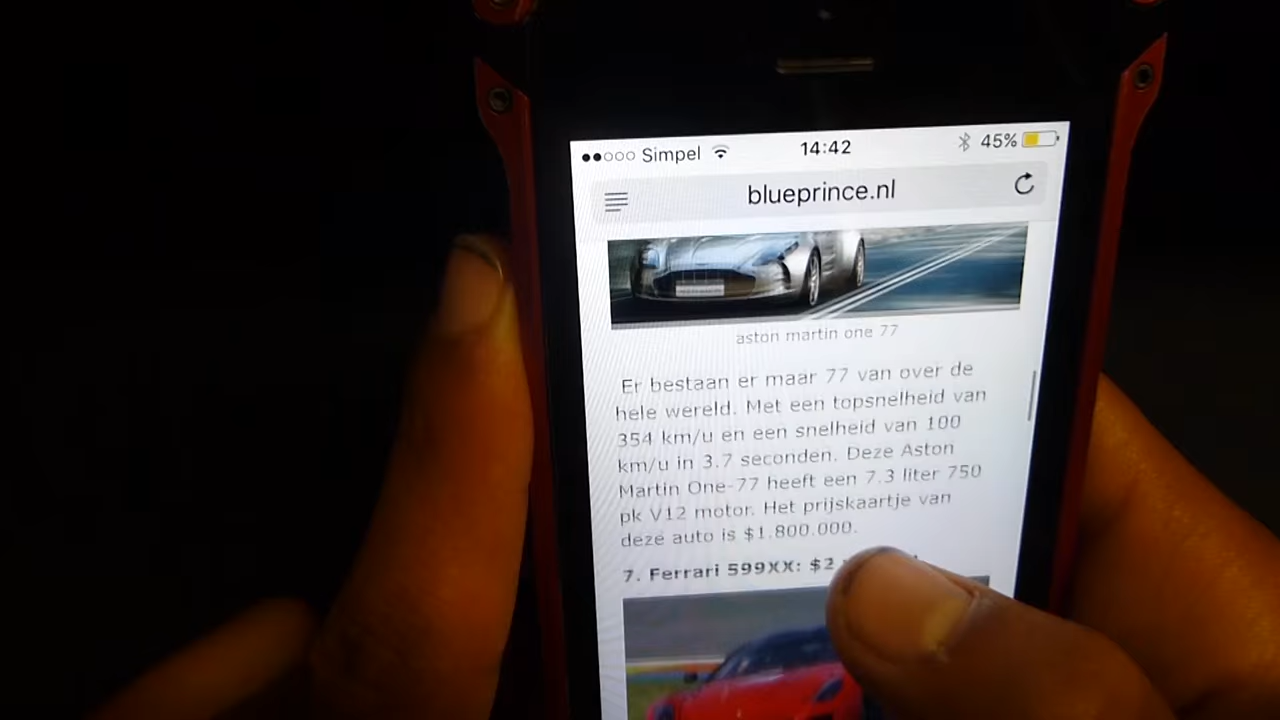 Simpel 14:42 45%
blueprince.nl
aston martin one 77
Er bestaan er maar 77 van over de
hele wereld. Met een topsnelheid van
354 km/u en een snelheid van 100
km/u in 3.7 seconden. Deze Aston
Martin One-77 heeft een 7.3 liter 750
pk V12 motor. Het prijskaartje van
deze auto is $1.800.000.
7. Ferrari 599XX: $2